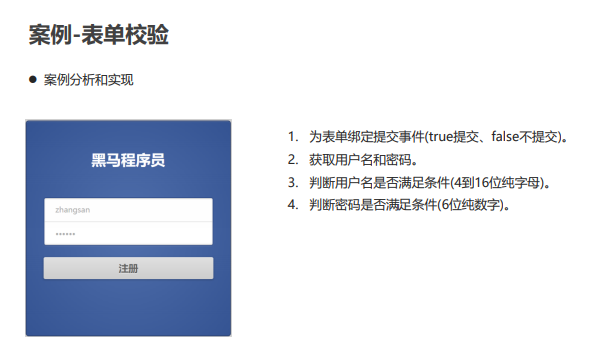 案例-表单校验
● 案例分析和实现
黑马程序员
zhangsan
••••••
注册
1. 为表单绑定提交事件(true提交、false不提交)。
2. 获取用户名和密码。
3. 判断用户名是否满足条件(4到16位纯字母)。
4. 判断密码是否满足条件(6位纯数字)。